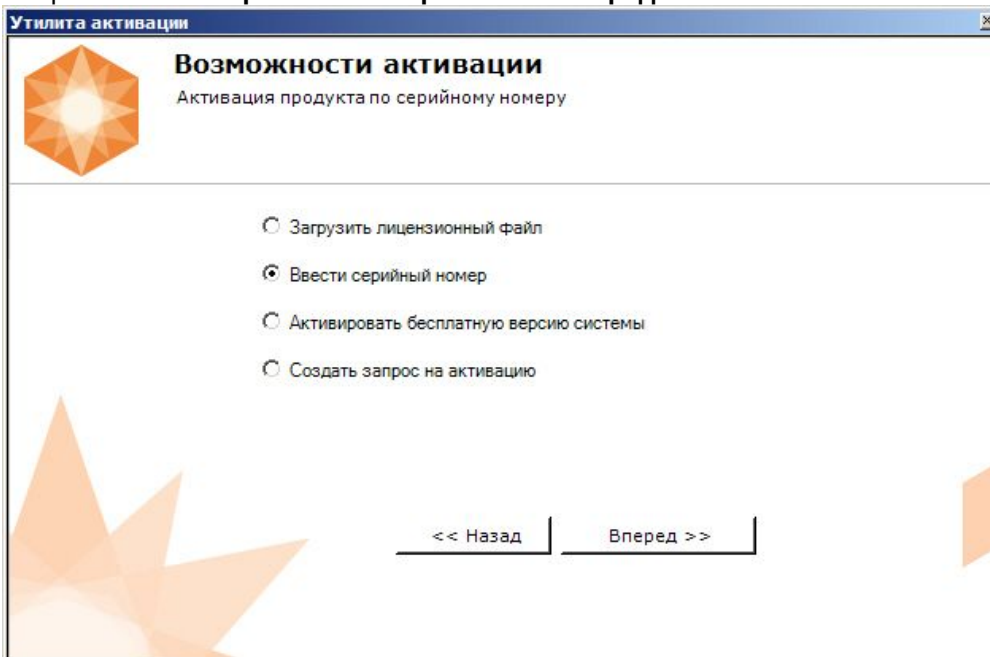 Утилита активации
Возможности активации
Активация продукта по серийному номеру
Загрузить лицензионный файл
Ввести серийный номер
Активировать бесплатную версию системы
Создать запрос на активацию
<< Назад
Вперед >>